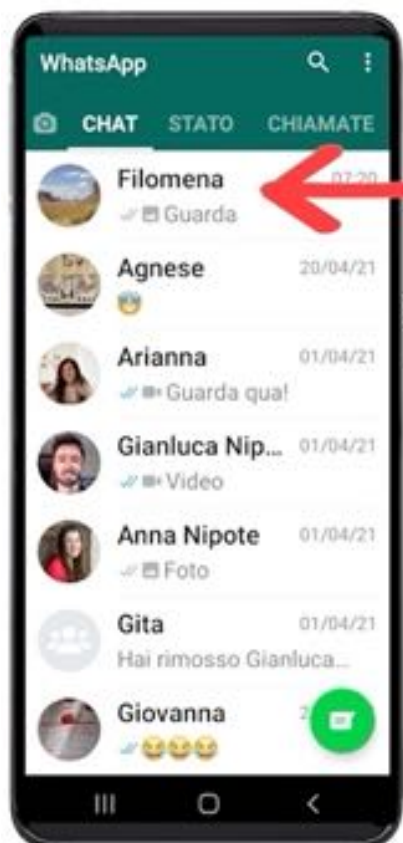 WhatsApp
CHAT STATO CHIAMATE
Filomena 07:20
Guarda
Agnese 20/04/21
Arianna 01/04/21
Guarda qua!
Gianluca Nip... 01/04/21
Video
Anna Nipote 01/04/21
Foto
Gita 01/04/21
Hai rimosso Gianluca...
Giovanna